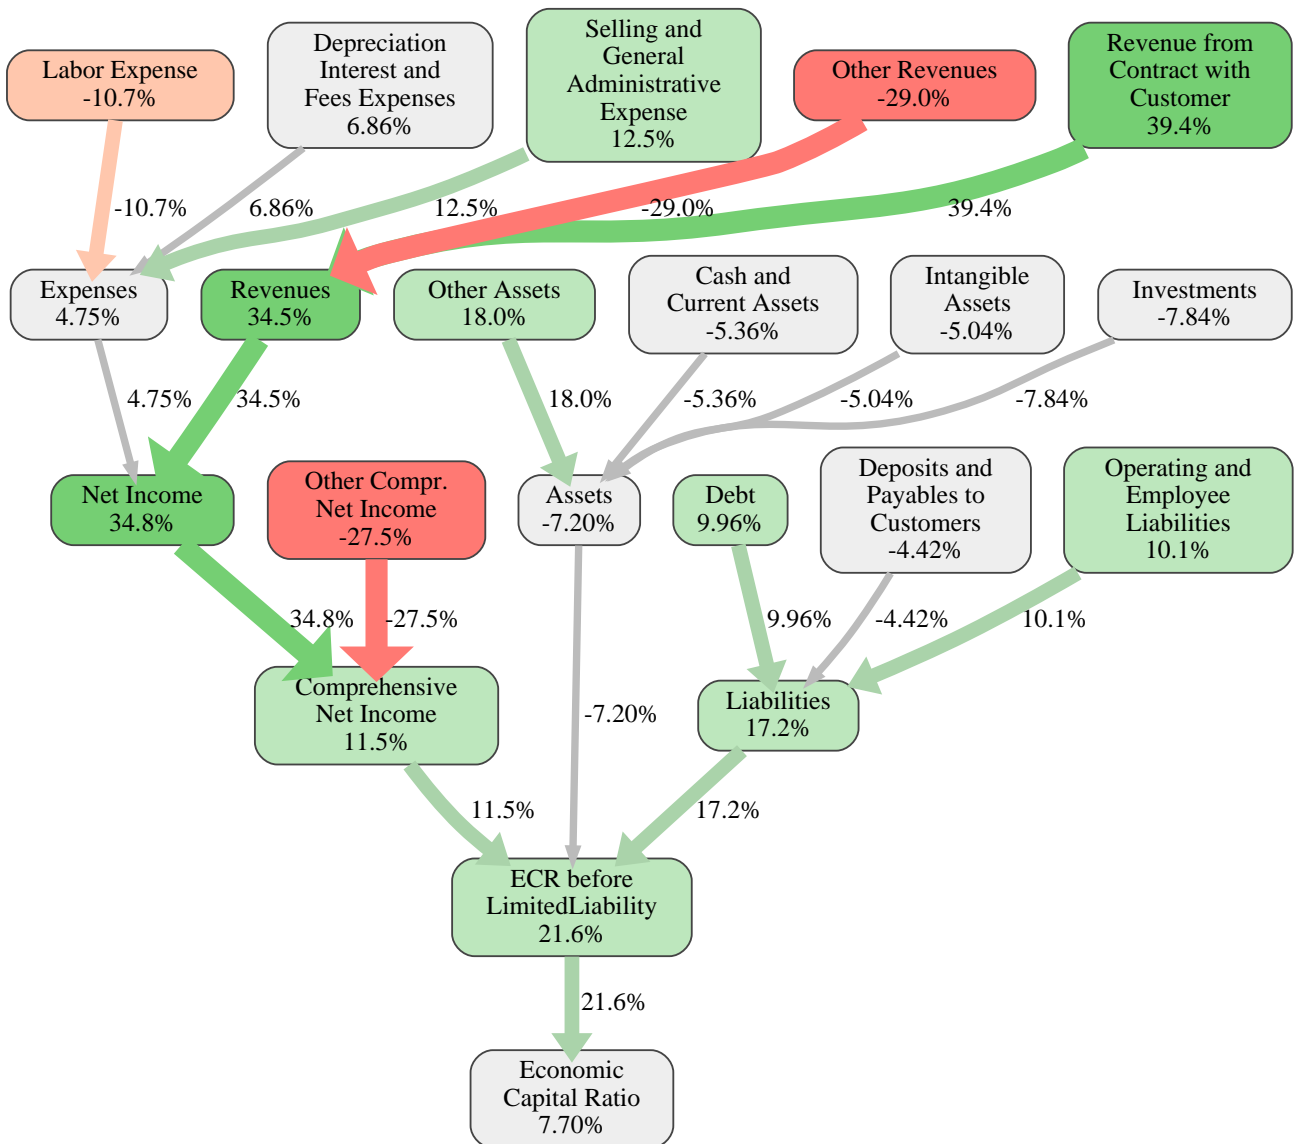 Labor Expense
-10.7%
Depreciation
Interest and
Fees Expenses
6.86%
Selling and
General
Administrative
Expense
12.5%
Other Revenues
-29.0%
Revenue from
Contract with
Customer
39.4%
-10.7%
6.86%
12.5%
-29.0%
39.4%
Expenses
4.75%
Revenues
34.5%
Other Assets
18.0%
Cash and
Current Assets
-5.36%
Intangible
Assets
-5.04%
Investments
-7.84%
4.75%
34.5%
18.0%
-5.36%
-5.04%
-7.84%
Net Income
34.8%
Other Compr.
Net Income
-27.5%
Assets
-7.20%
Debt
9.96%
Deposits and
Payables to
Customers
-4.42%
Operating and
Employee
Liabilities
10.1%
34.8%
-27.5%
9.96%
-4.42%
10.1%
Comprehensive
Net Income
11.5%
-7.20%
Liabilities
17.2%
11.5%
17.2%
ECR before
LimitedLiability
21.6%
21.6%
Economic
Capital Ratio
7.70%